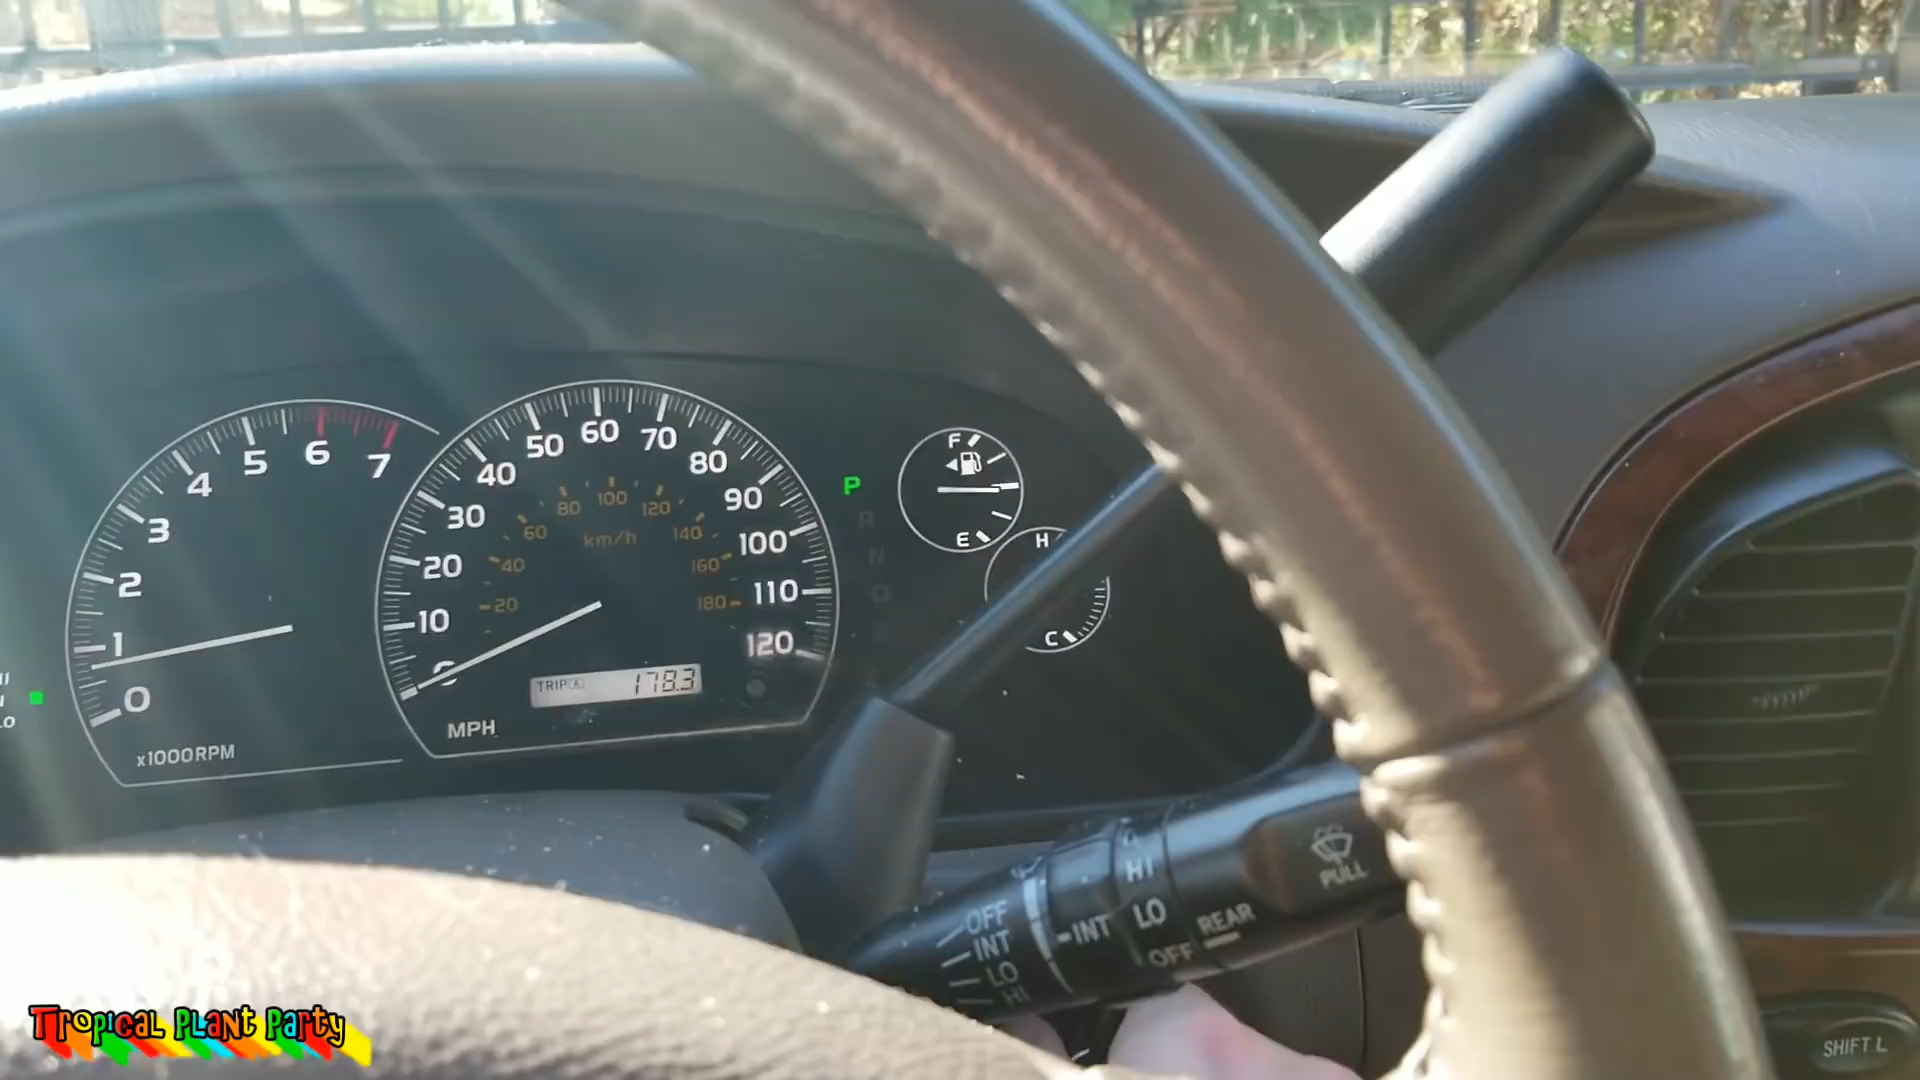 0
1
2
3
4
5
6
7
x1000RPM
0
10
20
30
40
50
60
70
80
90
100
110
120
20
40
60
80
100
120
140
160
180
km/h
MPH
TRIP A 178.3
P
R
N
D
F
E
H
C
LO
OFF
INT
LO
HI
INT
HI
LO
OFF
REAR
PULL
SHIFT L
Tropical Plant Party